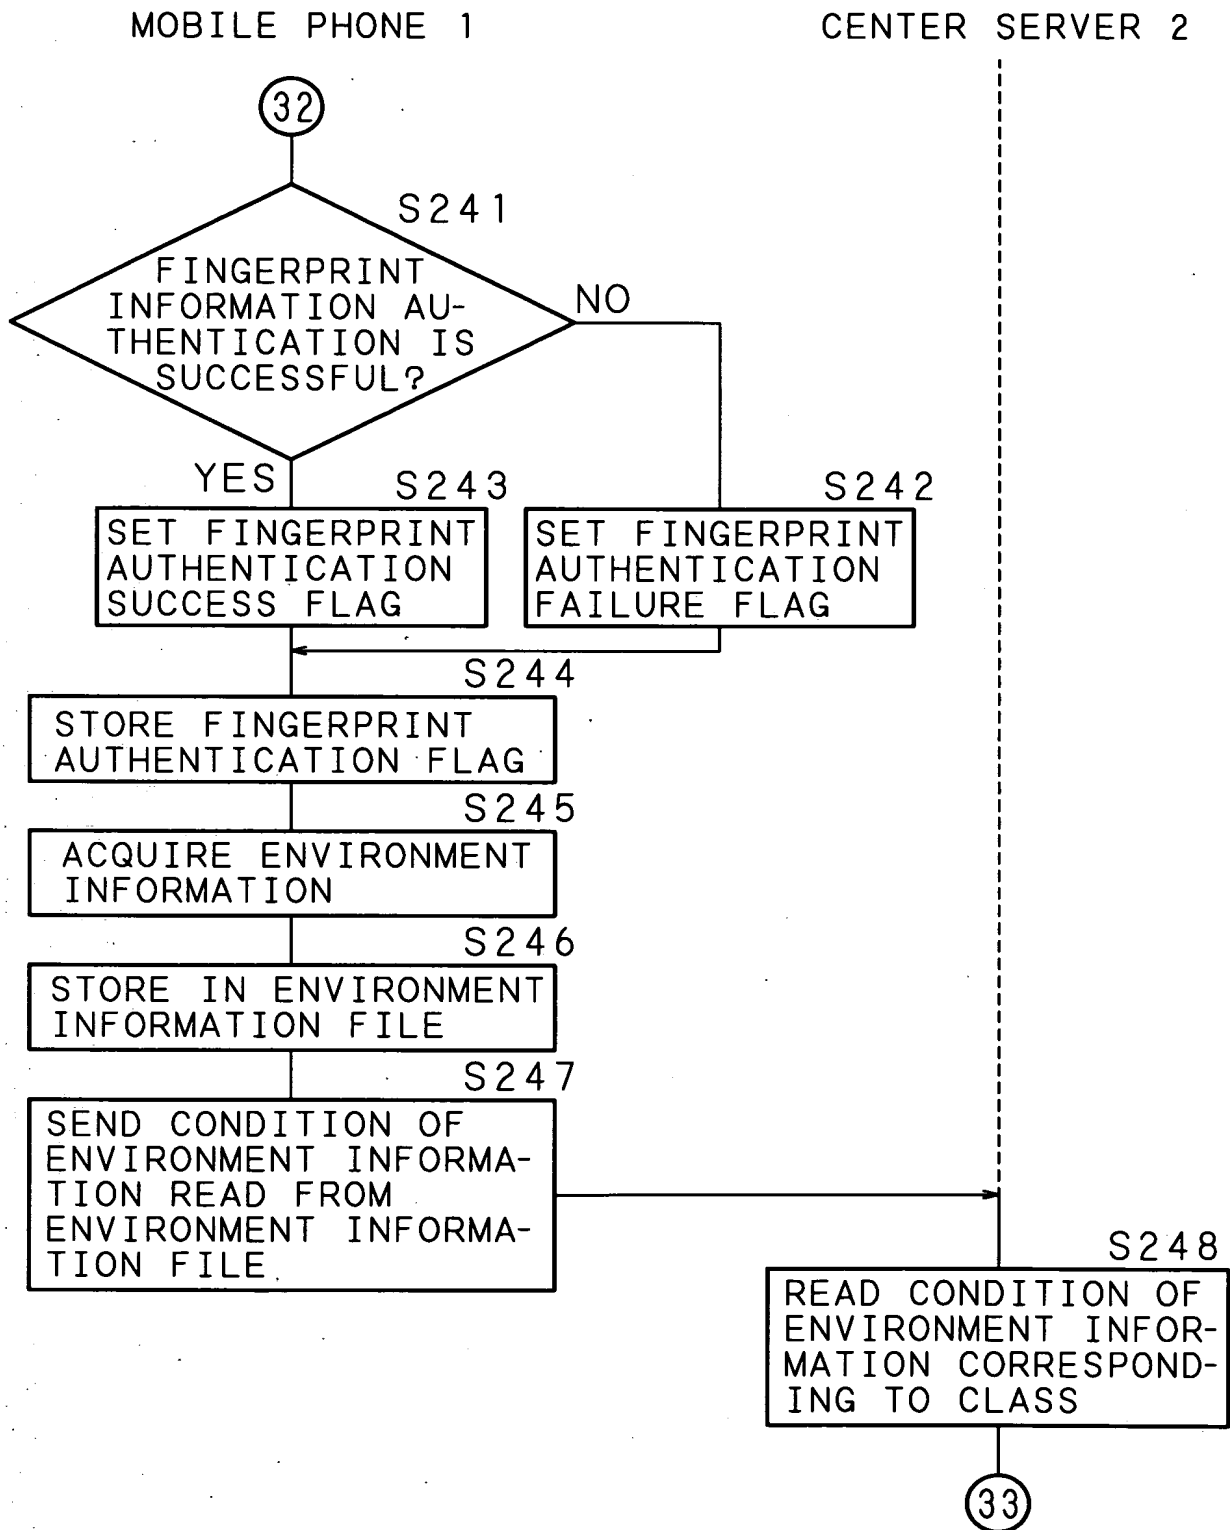 MOBILE PHONE 1
CENTER SERVER 2
32
S241
FINGERPRINT
INFORMATION AU-
THENTICATION IS
SUCCESSFUL?
NO
YES
S243
SET FINGERPRINT
AUTHENTICATION
SUCCESS FLAG
S242
SET FINGERPRINT
AUTHENTICATION
FAILURE FLAG
S244
STORE FINGERPRINT
AUTHENTICATION FLAG
S245
ACQUIRE ENVIRONMENT
INFORMATION
S246
STORE IN ENVIRONMENT
INFORMATION FILE
S247
SEND CONDITION OF
ENVIRONMENT INFORMA-
TION READ FROM
ENVIRONMENT INFORMA-
TION FILE
S248
READ CONDITION OF
ENVIRONMENT INFOR-
MATION CORRESPOND-
ING TO CLASS
33